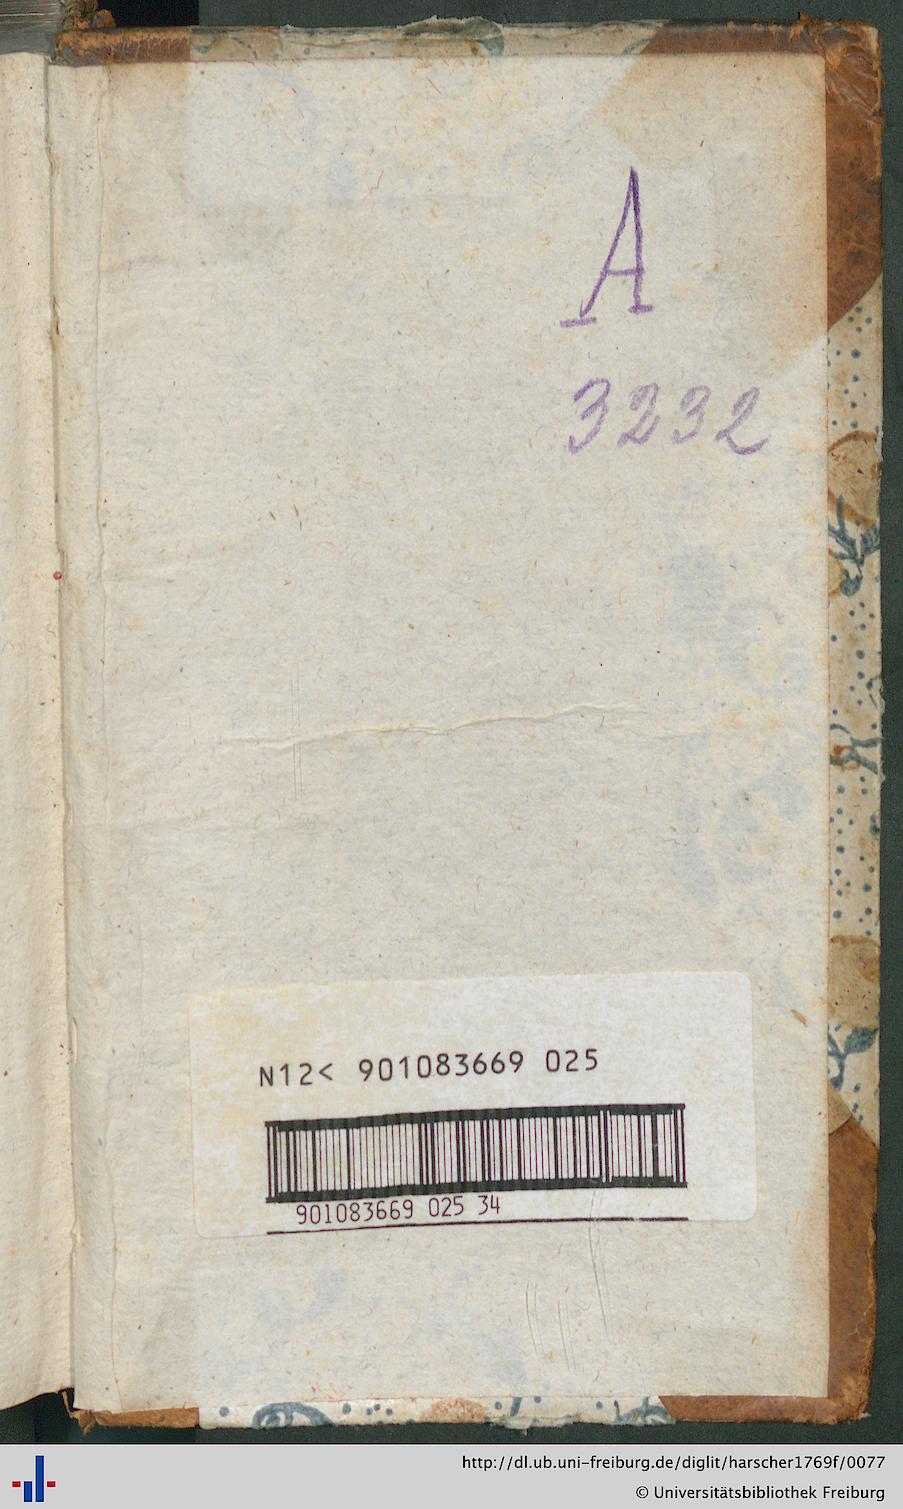 A
3232
N12< 901083669 025
901083669 025 34
http://dl.ub.uni-freiburg.de/diglit/harscher1769f/0077
© Universitätsbibliothek Freiburg